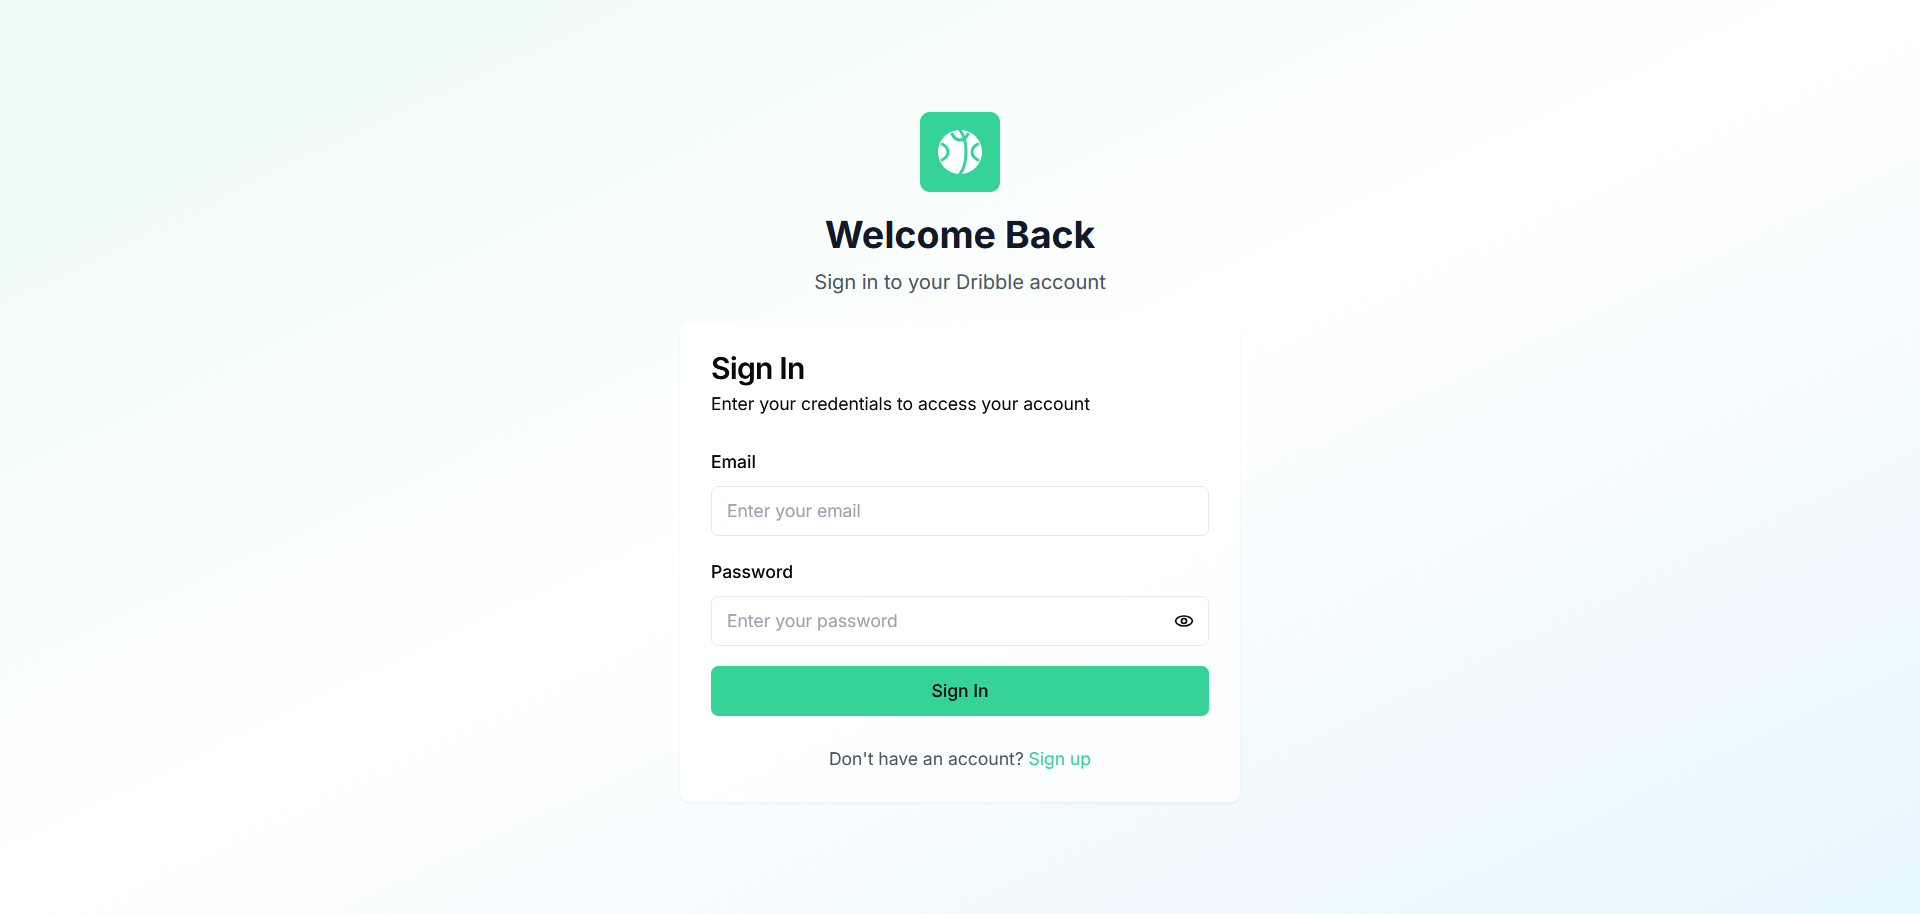 Welcome Back
Sign in to your Dribble account
Sign In
Enter your credentials to access your account
Email
Enter your email
Password
Enter your password
Sign In
Don't have an account? Sign up